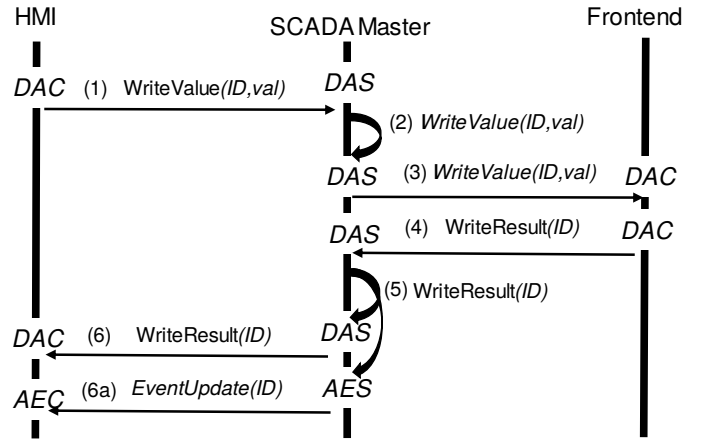 HMI
SCADA Master
Frontend
DAC (1) WriteValue(ID,val) DAS
(2) WriteValue(ID,val)
DAS (3) WriteValue(ID,val) DAC
DAS (4) WriteResult(ID) DAC
(5) WriteResult(ID)
DAC (6) WriteResult(ID) DAS
AEC (6a) EventUpdate(ID) AES